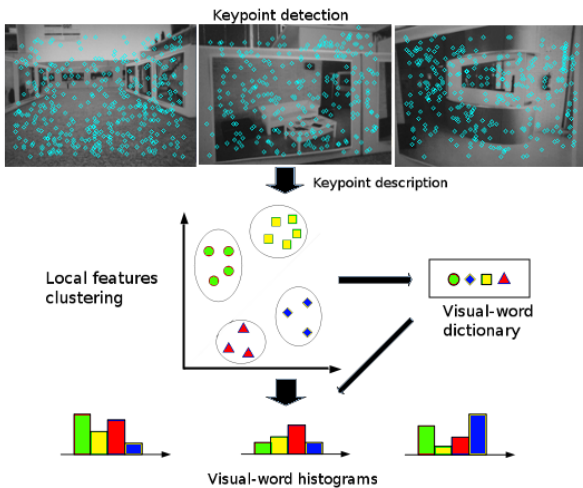 Keypoint detection
Keypoint description
Local features
clustering
Visual-word
dictionary
Visual-word histograms